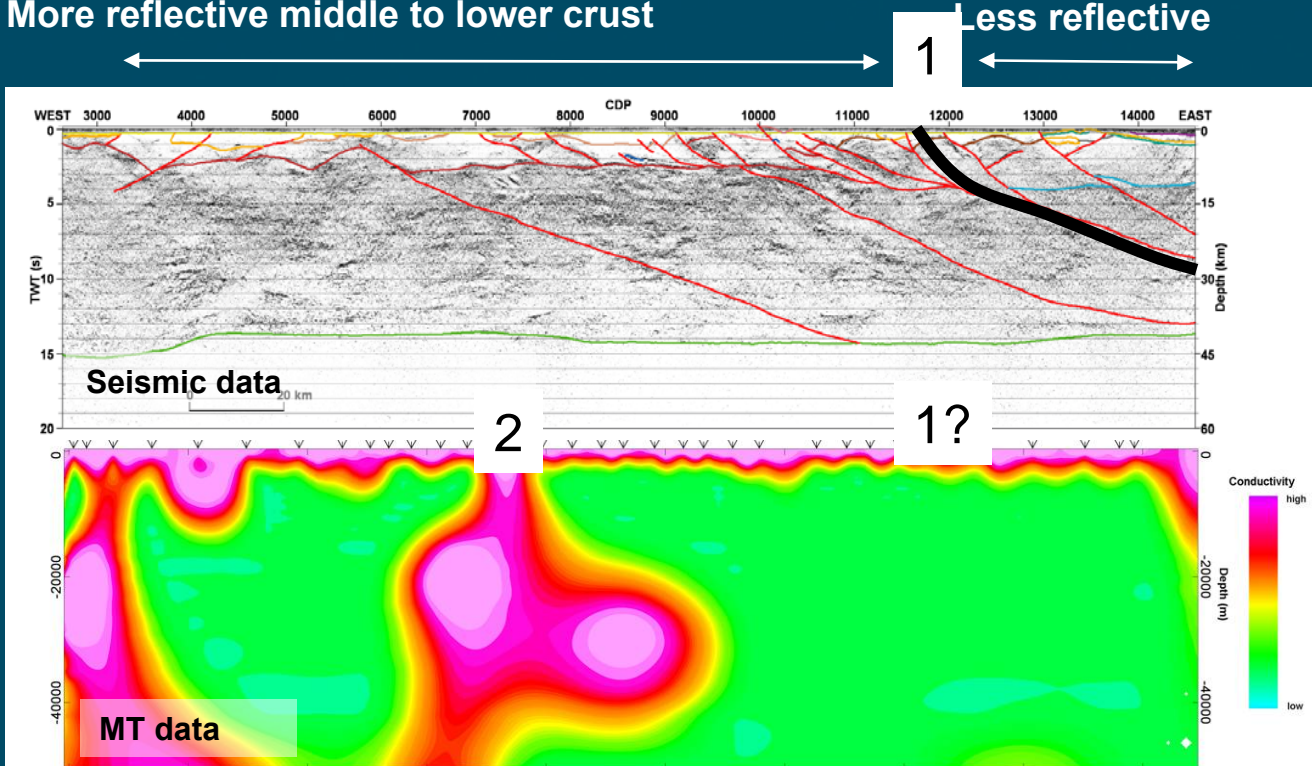 More reflective middle to lower crust
Less reflective
1
CDP
WEST 3000 4000 5000 6000 7000 8000 9000 10000 11000 12000 13000 14000 EAST
0 0
5 15
10 30
15 45
20 60
TWT (s)
Depth (km)
Seismic data
0 20 km
2
1?
0 0
-20000 -20000
-40000 -40000
Depth (m)
MT data
Conductivity
high
low